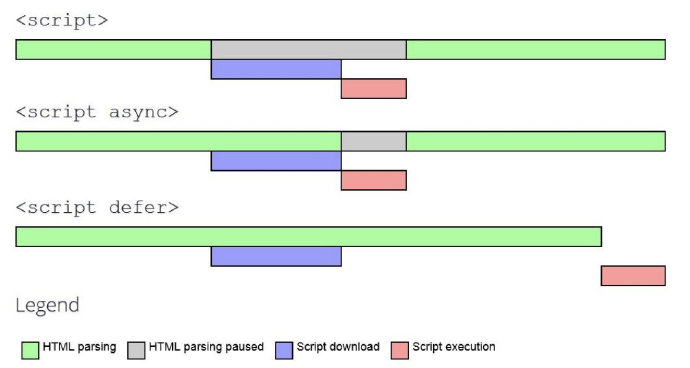 <script>
<script async>
<script defer>
Legend
HTML parsing HTML parsing paused Script download Script execution